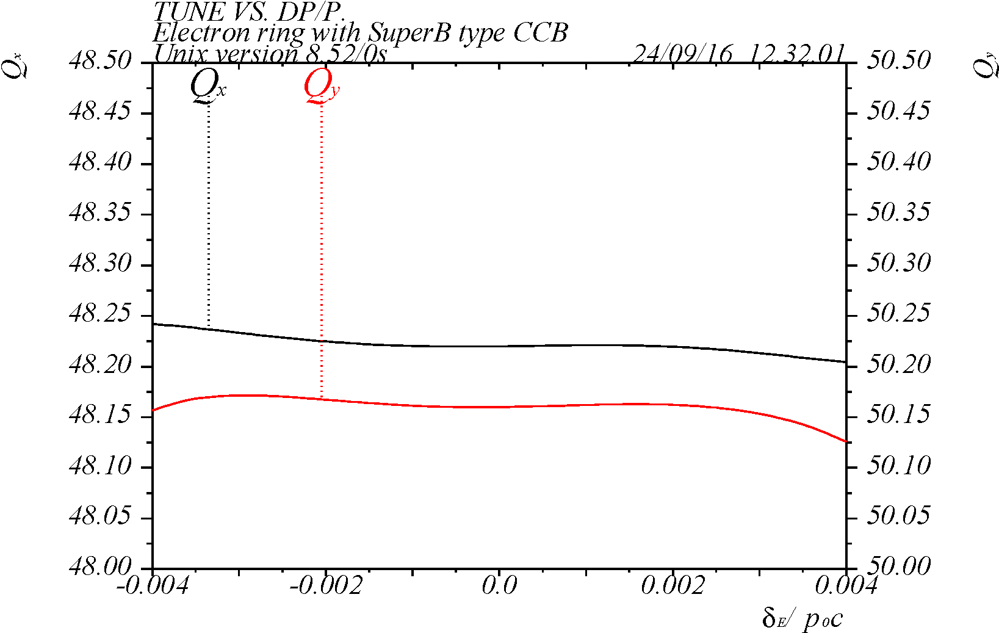 TUNE VS. DP/P.
Electron ring with SuperB type CCB
Unix version 8.52/0s 24/09/16 12.32.01
Qx
Qy
Qx
Qy
48.50 50.50
48.45 50.45
48.40 50.40
48.35 50.35
48.30 50.30
48.25 50.25
48.20 50.20
48.15 50.15
48.10 50.10
48.05 50.05
48.00 50.00
-0.004 -0.002 0.0 0.002 0.004
δE/ p0c